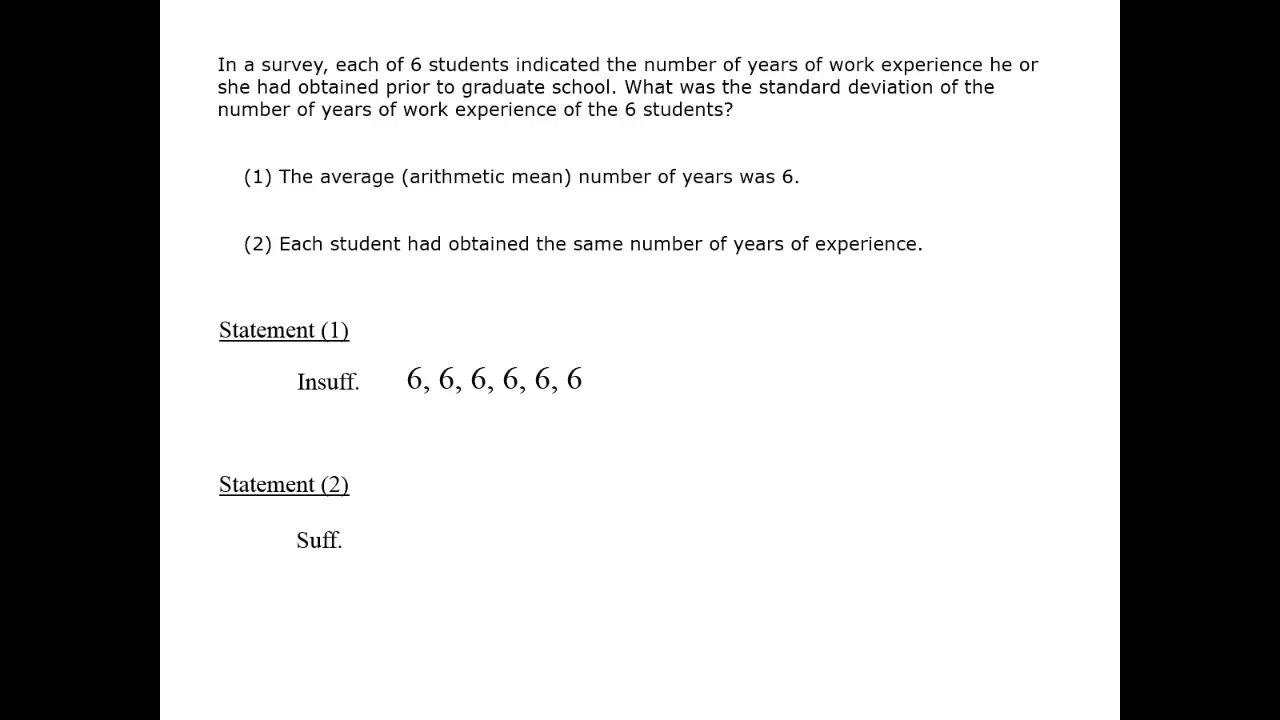 In a survey, each of 6 students indicated the number of years of work experience he or
she had obtained prior to graduate school. What was the standard deviation of the
number of years of work experience of the 6 students?
(1) The average (arithmetic mean) number of years was 6.
(2) Each student had obtained the same number of years of experience.
Statement (1)
Insuff. 6, 6, 6, 6, 6, 6
Statement (2)
Suff.